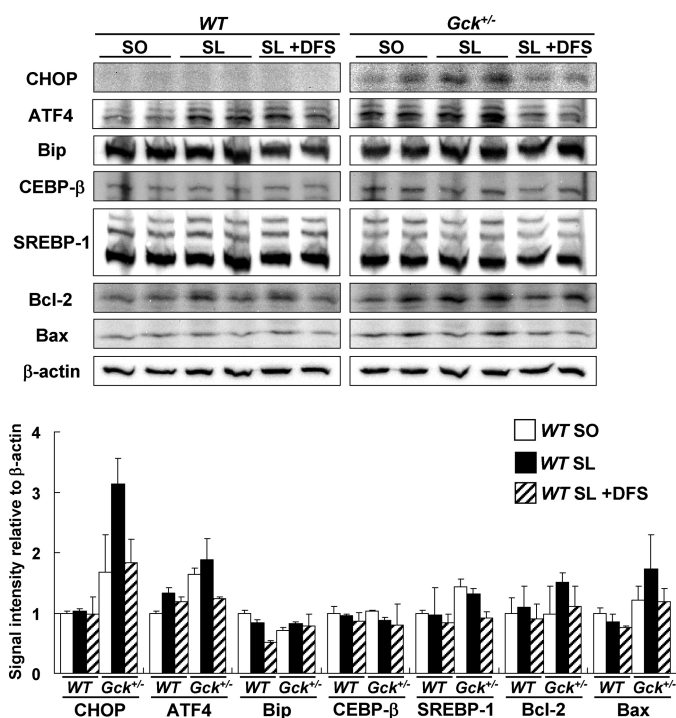 WT Gck+/-
SO SL SL +DFS SO SL SL +DFS
CHOP
ATF4
Bip
CEBP-β
SREBP-1
Bcl-2
Bax
β-actin
Signal intensity relative to β-actin
4
3
2
1
0
WT SO
WT SL
WT SL +DFS
WT Gck+/- WT Gck+/- WT Gck+/- WT Gck+/- WT Gck+/- WT Gck+/- WT Gck+/-
CHOP ATF4 Bip CEBP-β SREBP-1 Bcl-2 Bax